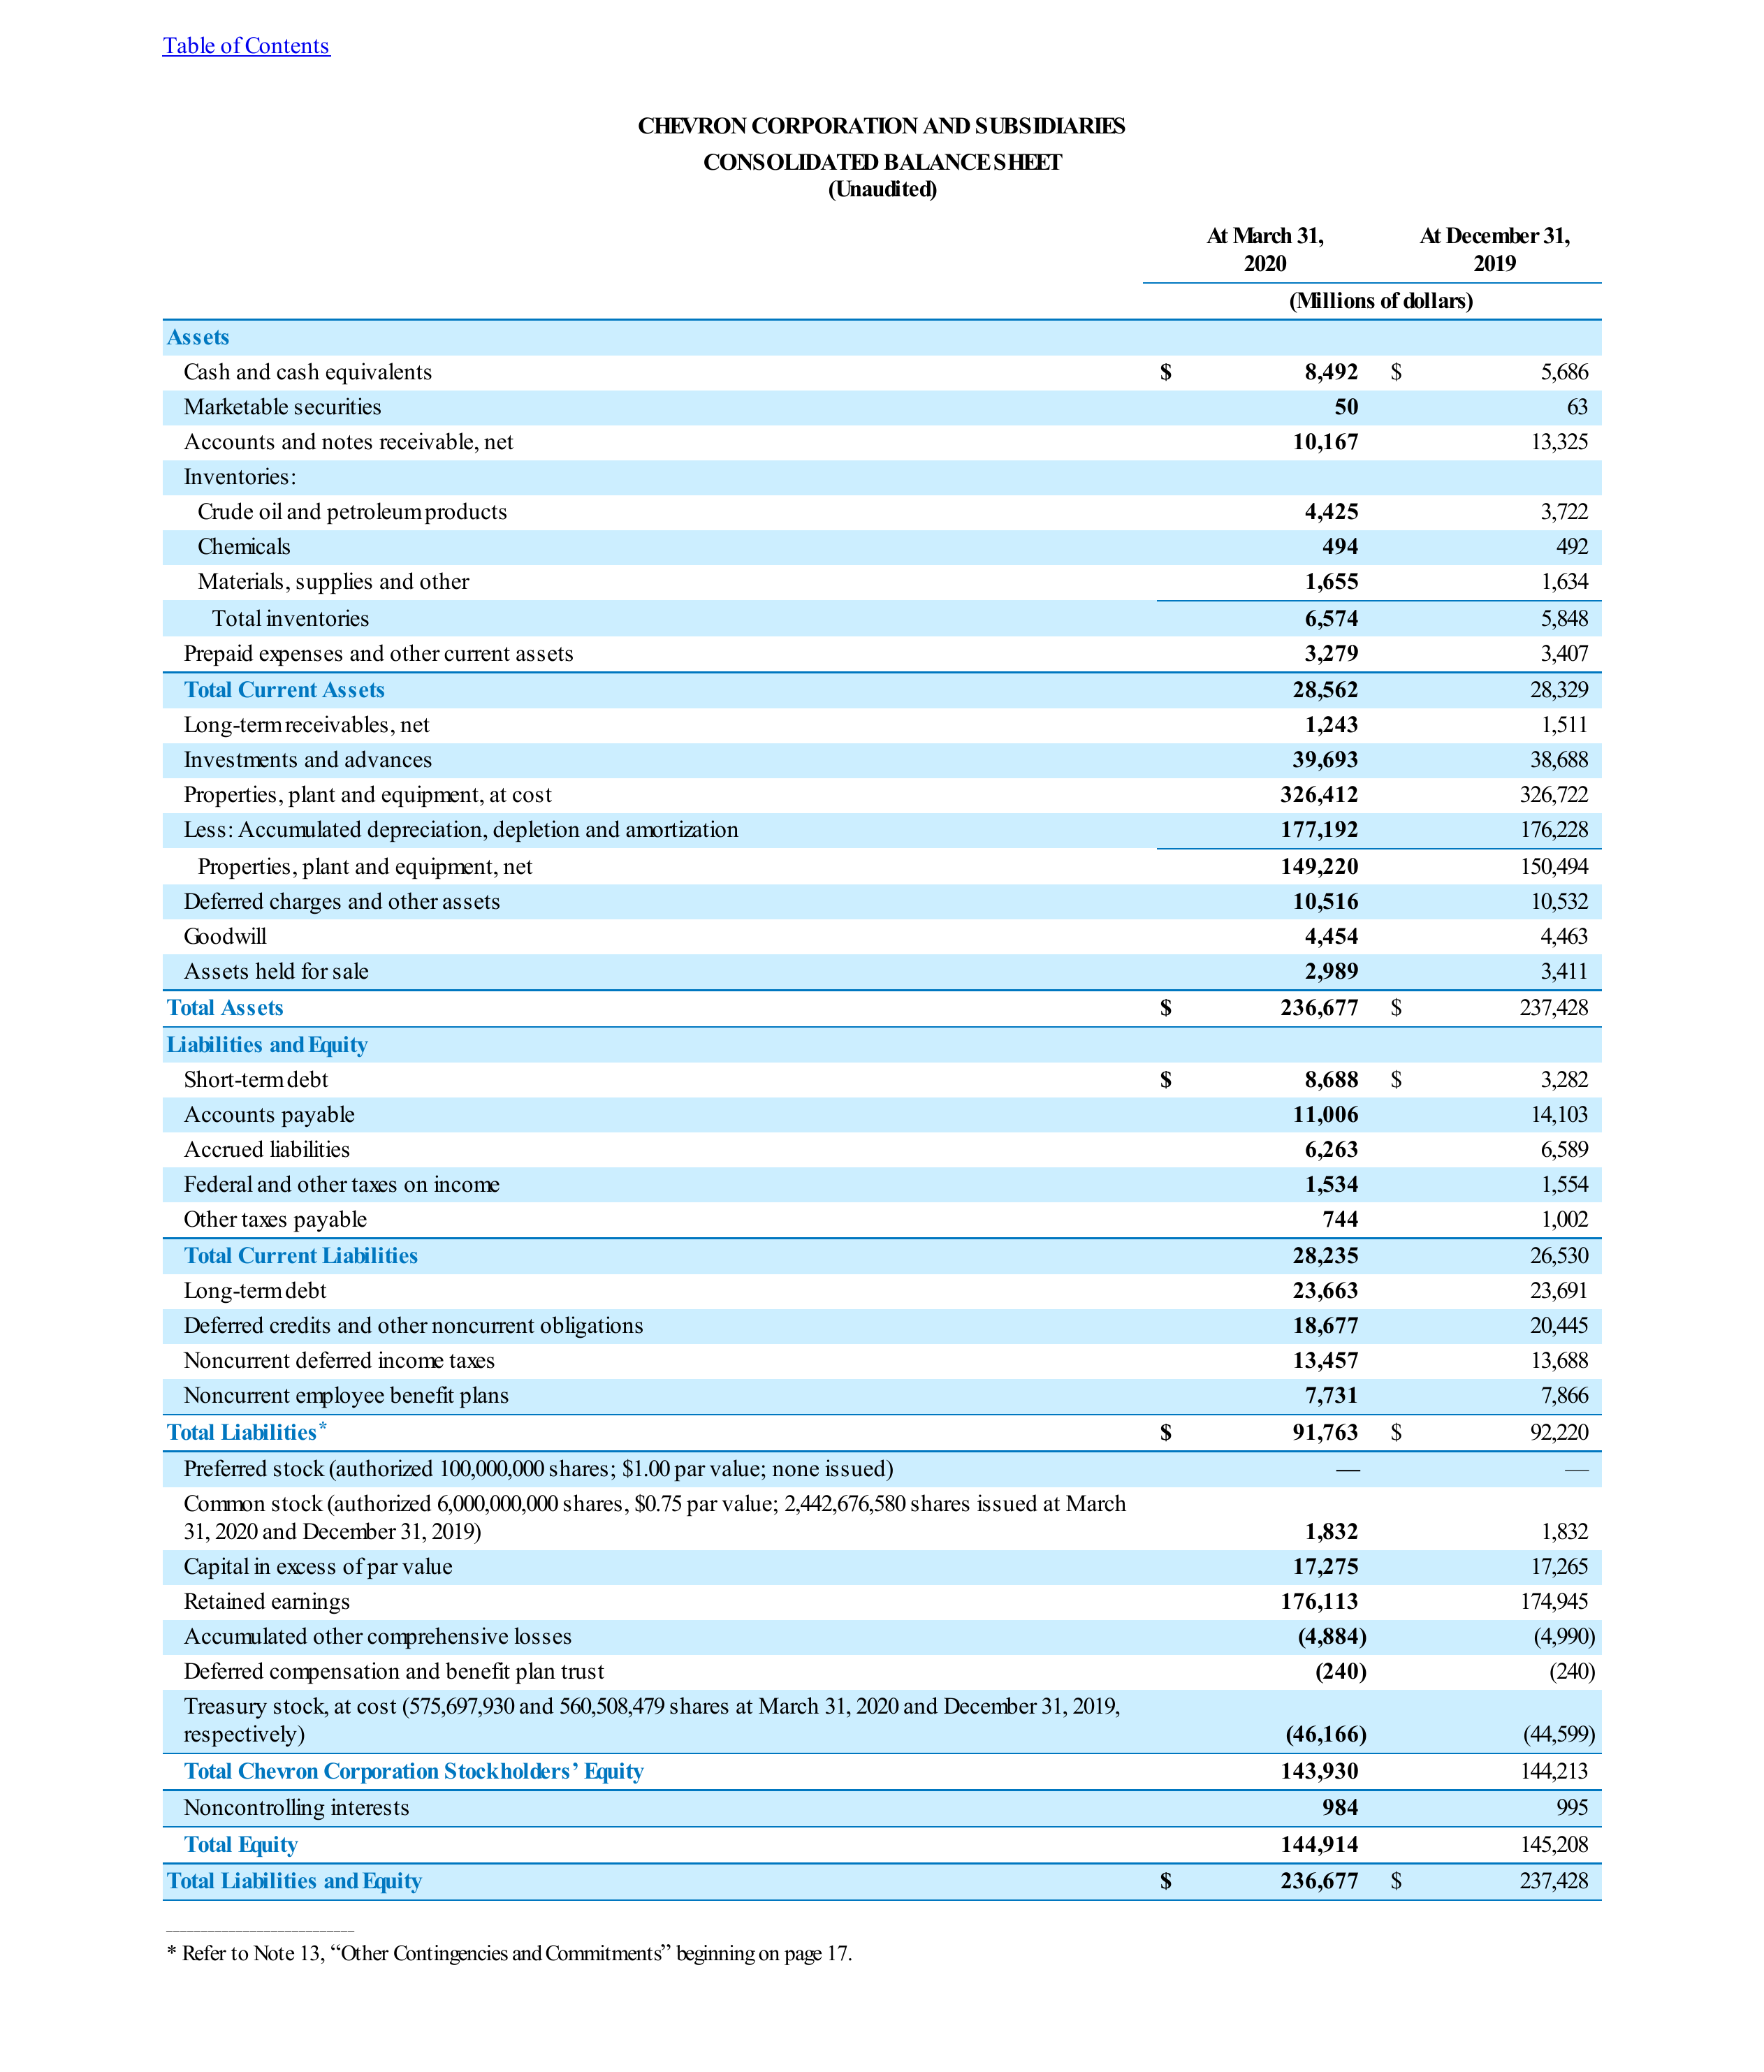 Table of Contents
CHEVRON CORPORATION AND SUBSIDIARIES
CONSOLIDATED BALANCE SHEET
(Unaudited)
At March 31, 2020 At December 31, 2019
(Millions of dollars)
Assets
Cash and cash equivalents $ 8,492 $ 5,686
Marketable securities 50 63
Accounts and notes receivable, net 10,167 13,325
Inventories:
Crude oil and petroleum products 4,425 3,722
Chemicals 494 492
Materials, supplies and other 1,655 1,634
Total inventories 6,574 5,848
Prepaid expenses and other current assets 3,279 3,407
Total Current Assets 28,562 28,329
Long-term receivables, net 1,243 1,511
Investments and advances 39,693 38,688
Properties, plant and equipment, at cost 326,412 326,722
Less: Accumulated depreciation, depletion and amortization 177,192 176,228
Properties, plant and equipment, net 149,220 150,494
Deferred charges and other assets 10,516 10,532
Goodwill 4,454 4,463
Assets held for sale 2,989 3,411
Total Assets $ 236,677 $ 237,428
Liabilities and Equity
Short-term debt $ 8,688 $ 3,282
Accounts payable 11,006 14,103
Accrued liabilities 6,263 6,589
Federal and other taxes on income 1,534 1,554
Other taxes payable 744 1,002
Total Current Liabilities 28,235 26,530
Long-term debt 23,663 23,691
Deferred credits and other noncurrent obligations 18,677 20,445
Noncurrent deferred income taxes 13,457 13,688
Noncurrent employee benefit plans 7,731 7,866
Total Liabilities* $ 91,763 $ 92,220
Preferred stock (authorized 100,000,000 shares; $1.00 par value; none issued) — —
Common stock (authorized 6,000,000,000 shares, $0.75 par value; 2,442,676,580 shares issued at March
31, 2020 and December 31, 2019) 1,832 1,832
Capital in excess of par value 17,275 17,265
Retained earnings 176,113 174,945
Accumulated other comprehensive losses (4,884) (4,990)
Deferred compensation and benefit plan trust (240) (240)
Treasury stock, at cost (575,697,930 and 560,508,479 shares at March 31, 2020 and December 31, 2019,
respectively) (46,166) (44,599)
Total Chevron Corporation Stockholders’ Equity 143,930 144,213
Noncontrolling interests 984 995
Total Equity 144,914 145,208
Total Liabilities and Equity $ 236,677 $ 237,428
* Refer to Note 13, “Other Contingencies and Commitments” beginning on page 17.